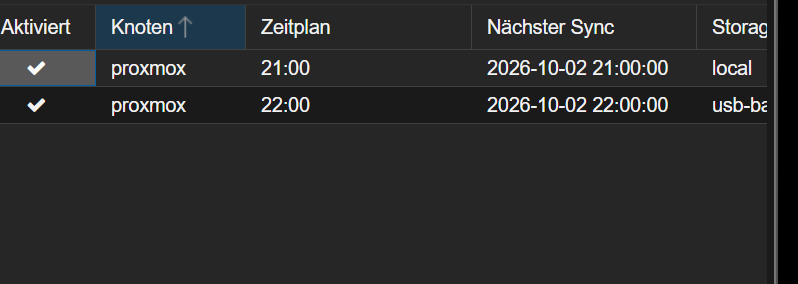 Aktiviert Knoten Zeitplan Nächster Sync Storag
proxmox 21:00 2026-10-02 21:00:00 local
proxmox 22:00 2026-10-02 22:00:00 usb-ba